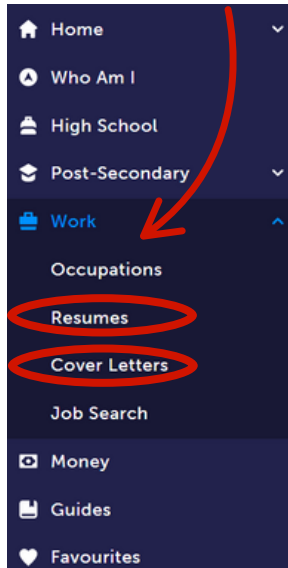 Home
Who Am I
High School
Post-Secondary
Work
Occupations
Resumes
Cover Letters
Job Search
Money
Guides
Favourites